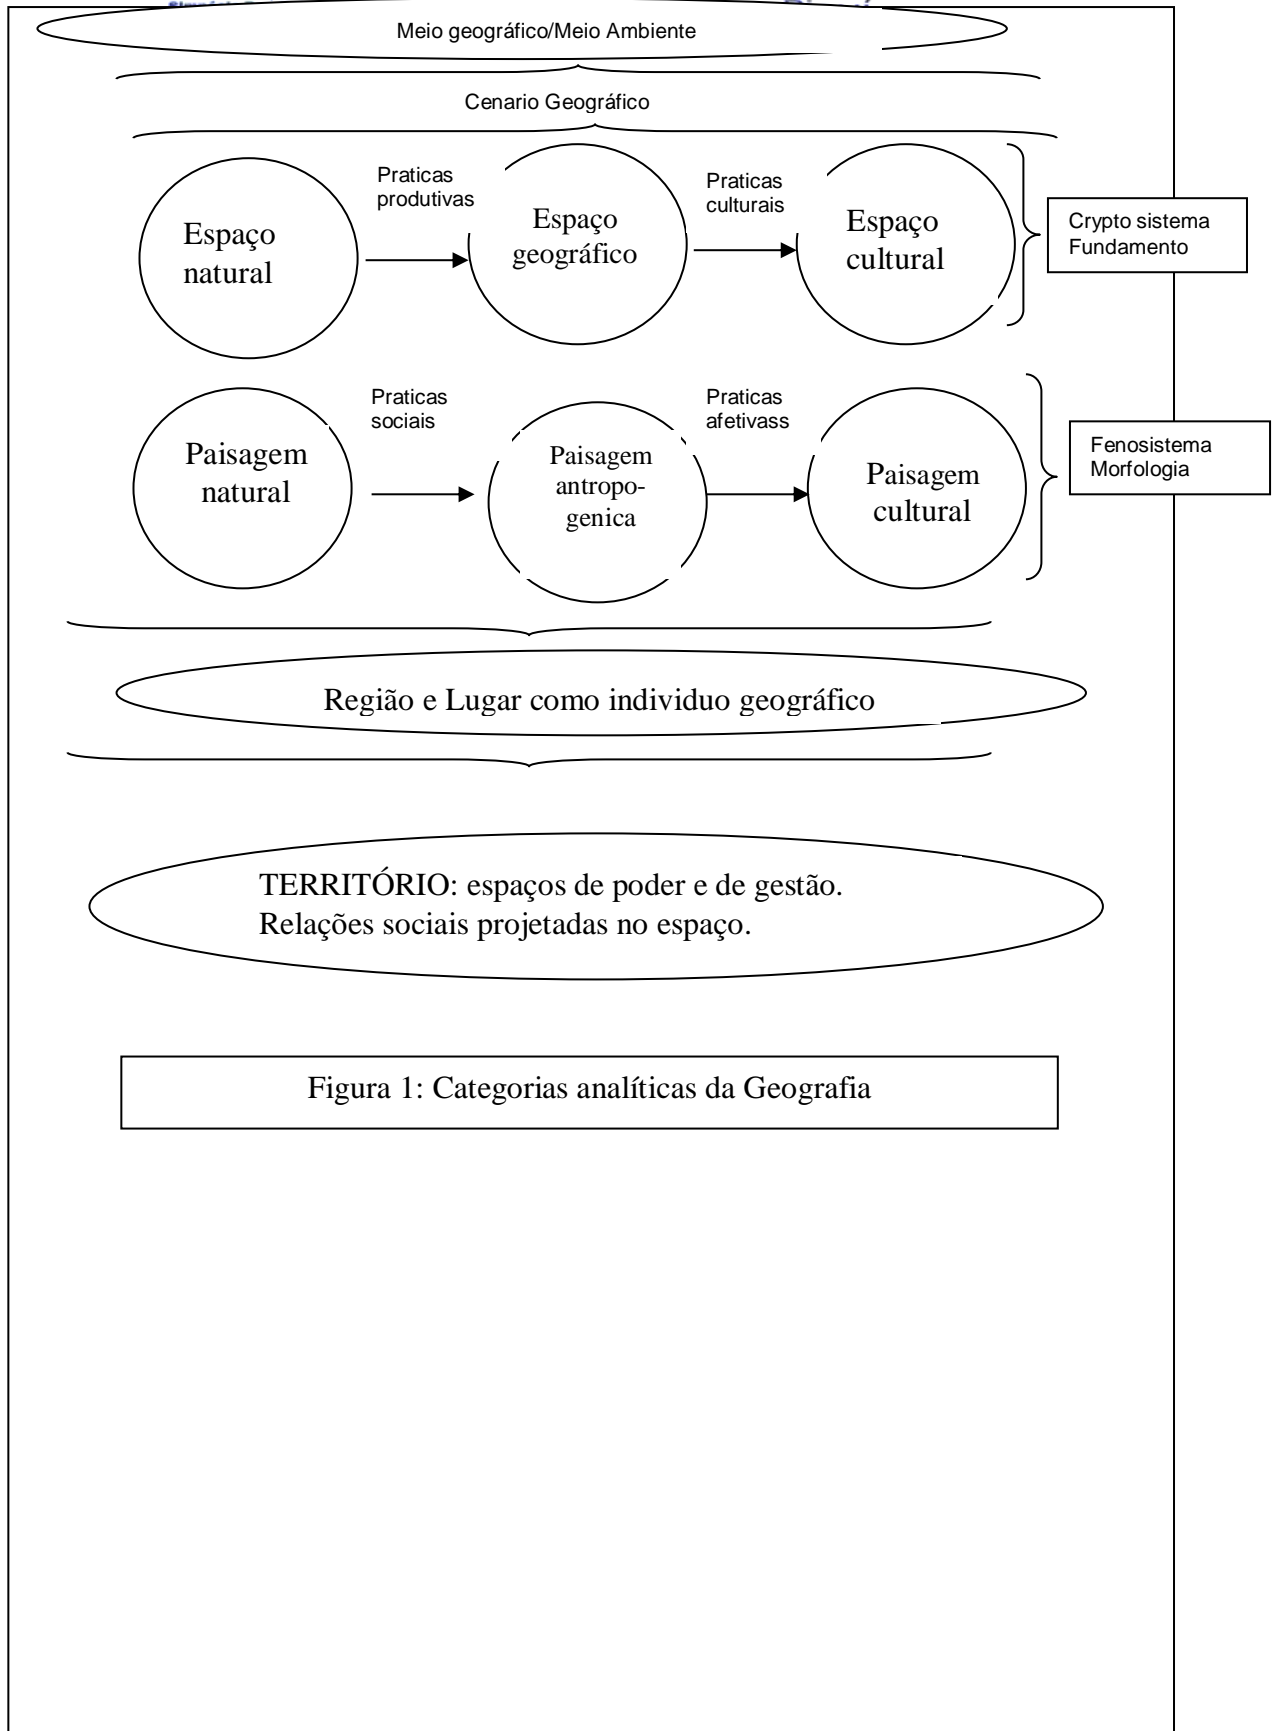 Meio geográfico/Meio Ambiente
Cenario Geográfico
Praticas
produtivas
Praticas
culturais
Espaço
natural
Espaço
geográfico
Espaço
cultural
Crypto sistema
Fundamento
Praticas
sociais
Praticas
afetivass
Paisagem
natural
Paisagem
antropo-
genica
Paisagem
cultural
Fenosistema
Morfologia
Região e Lugar como individuo geográfico
TERRITÓRIO: espaços de poder e de gestão.
Relações sociais projetadas no espaço.
Figura 1: Categorias analíticas da Geografia